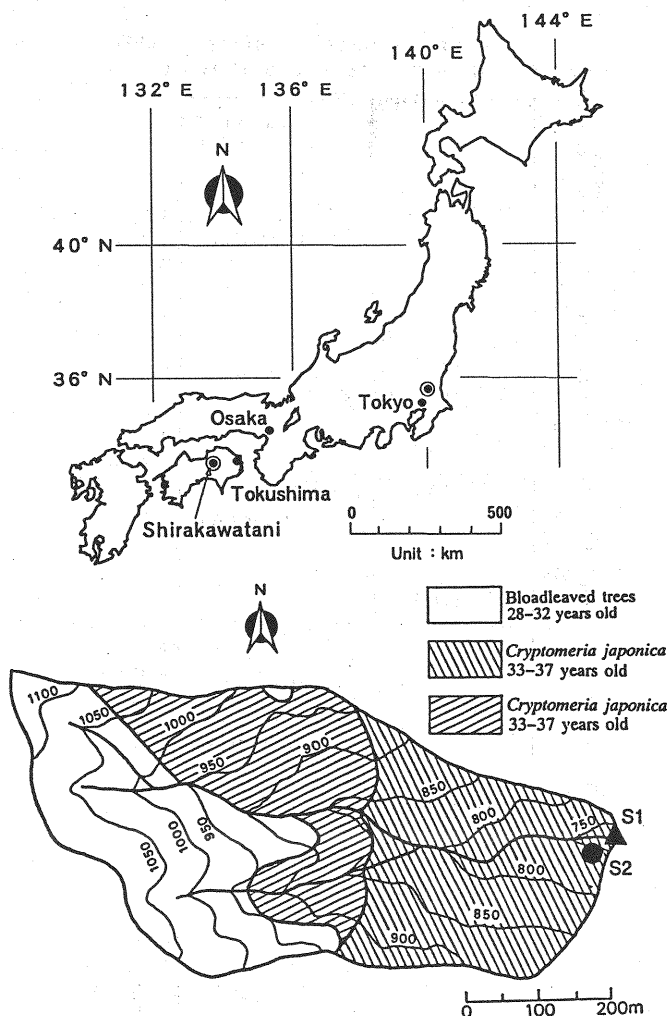 144° E
140° E
132° E
136° E
N
40° N
36° N
Tokyo
Osaka
Tokushima
Shirakawatani
0
500
Unit : km
N
Bloadleaved trees
28–32 years old
Cryptomeria japonica
33–37 years old
Cryptomeria japonica
33–37 years old
1100
1050
1000
950
900
850
800
750
S1
S2
1050
1000
950
800
850
900
0
100
200m